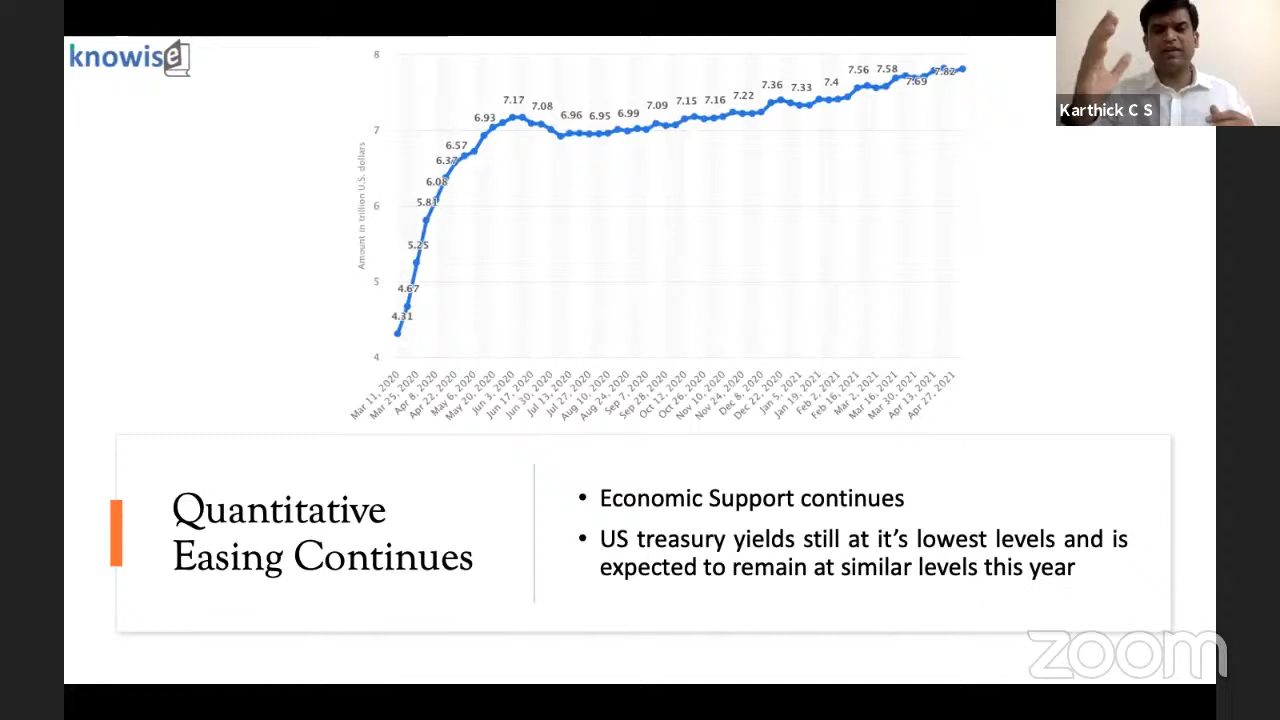 knowise
Karthick C S
8
7
6
5
4
Amount in trillion U.S. dollars
4.31
4.67
5.25
5.81
6.08
6.37
6.57
6.93
7.17
7.08
6.96
6.95
6.99
7.09
7.15
7.16
7.22
7.36
7.33
7.4
7.56
7.58
7.69
7.82
Mar 11, 2020
Mar 25, 2020
Apr 8, 2020
Apr 22, 2020
May 6, 2020
May 20, 2020
Jun 3, 2020
Jun 17, 2020
Jun 30, 2020
Jul 13, 2020
Jul 27, 2020
Aug 10, 2020
Aug 24, 2020
Sep 7, 2020
Sep 28, 2020
Oct 12, 2020
Oct 26, 2020
Nov 10, 2020
Nov 24, 2020
Dec 8, 2020
Dec 22, 2020
Jan 5, 2021
Jan 19, 2021
Feb 2, 2021
Feb 16, 2021
Mar 2, 2021
Mar 16, 2021
Mar 30, 2021
Apr 13, 2021
Apr 27, 2021
Quantitative
Easing Continues
• Economic Support continues
• US treasury yields still at it's lowest levels and is
expected to remain at similar levels this year
zoom